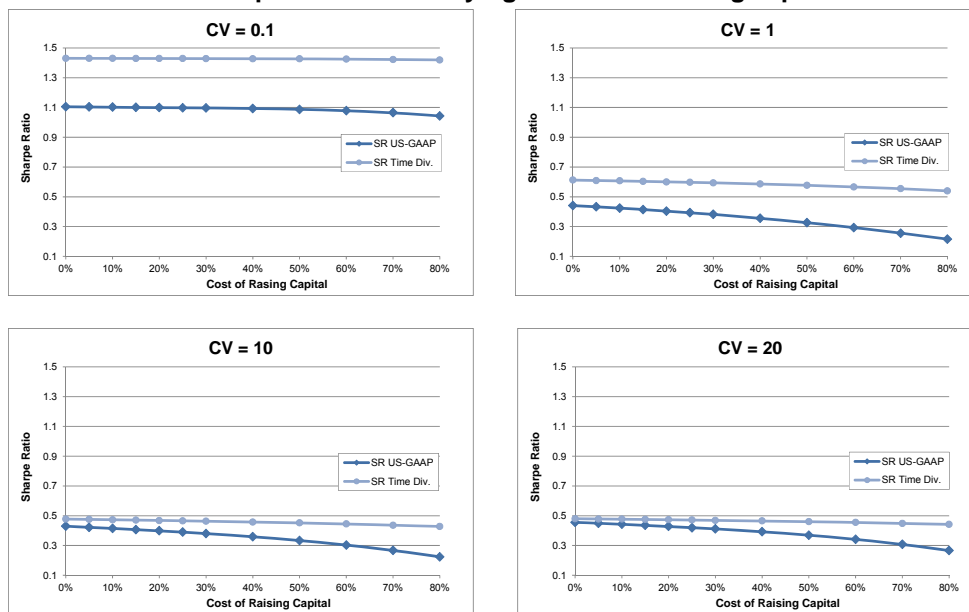 CV = 0.1
1.5
1.3
1.1
0.9
0.7
0.5
0.3
0.1
Sharpe Ratio
SR US-GAAP
SR Time Div.
0% 10% 20% 30% 40% 50% 60% 70% 80%
Cost of Raising Capital
CV = 1
1.5
1.3
1.1
0.9
0.7
0.5
0.3
0.1
Sharpe Ratio
SR US-GAAP
SR Time Div.
0% 10% 20% 30% 40% 50% 60% 70% 80%
Cost of Raising Capital
CV = 10
1.5
1.3
1.1
0.9
0.7
0.5
0.3
0.1
Sharpe Ratio
SR US-GAAP
SR Time Div.
0% 10% 20% 30% 40% 50% 60% 70% 80%
Cost of Raising Capital
CV = 20
1.5
1.3
1.1
0.9
0.7
0.5
0.3
0.1
Sharpe Ratio
SR US-GAAP
SR Time Div.
0% 10% 20% 30% 40% 50% 60% 70% 80%
Cost of Raising Capital